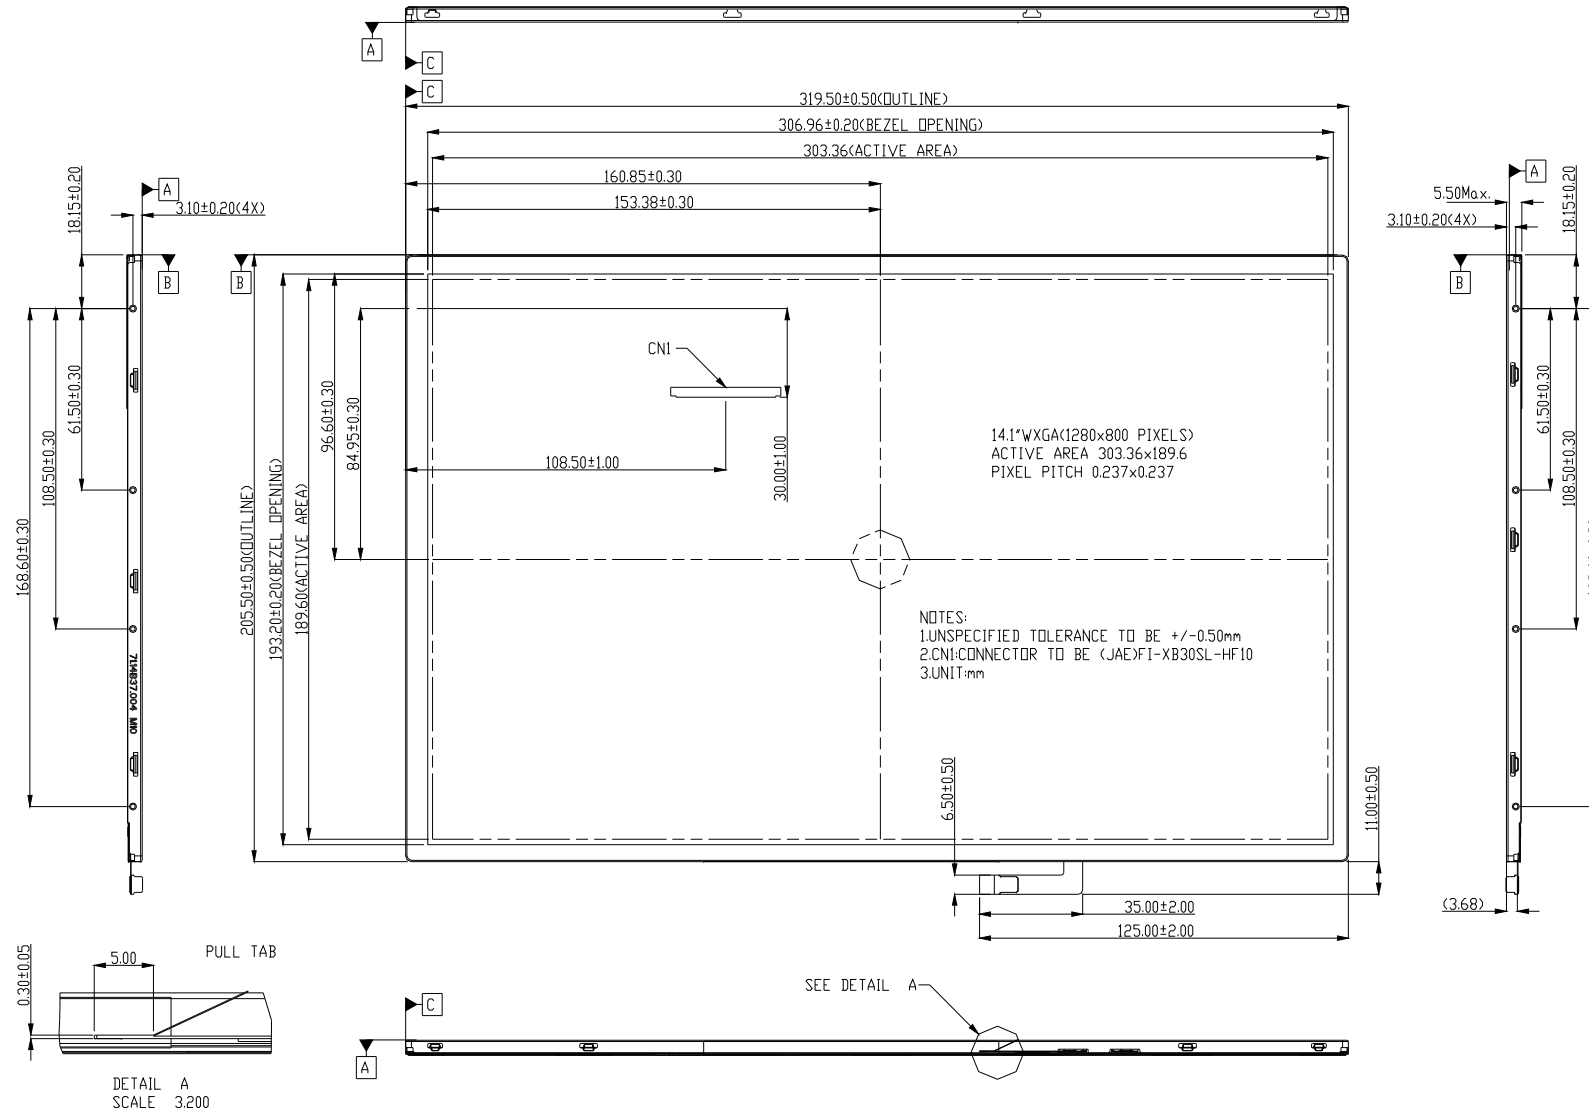 A
C
C
319.50±0.50(OUTLINE)
306.96±0.20(BEZEL OPENING)
303.36(ACTIVE AREA)
160.85±0.30
153.38±0.30
18.15±0.20
A
3.10±0.20(4X)
B
B
61.50±0.30
108.50±0.30
168.60±0.30
71.14B37.004 M10
205.50±0.50(OUTLINE)
193.20±0.20(BEZEL OPENING)
189.60(ACTIVE AREA)
96.60±0.30
84.95±0.30
CN1
108.50±1.00
30.00±1.00
14.1"WXGA(1280x800 PIXELS)
ACTIVE AREA 303.36x189.6
PIXEL PITCH 0.237x0.237
NOTES:
1.UNSPECIFIED TOLERANCE TO BE +/-0.50mm
2.CN1:CONNECTOR TO BE (JAE)FI-XB30SL-HF10
3.UNIT:mm
6.50±0.50
11.00±0.50
35.00±2.00
125.00±2.00
A
5.50Max.
3.10±0.20(4X)
18.15±0.20
B
61.50±0.30
108.50±0.30
(3.68)
0.30±0.05
5.00
PULL TAB
DETAIL A
SCALE 3.200
SEE DETAIL A
C
A